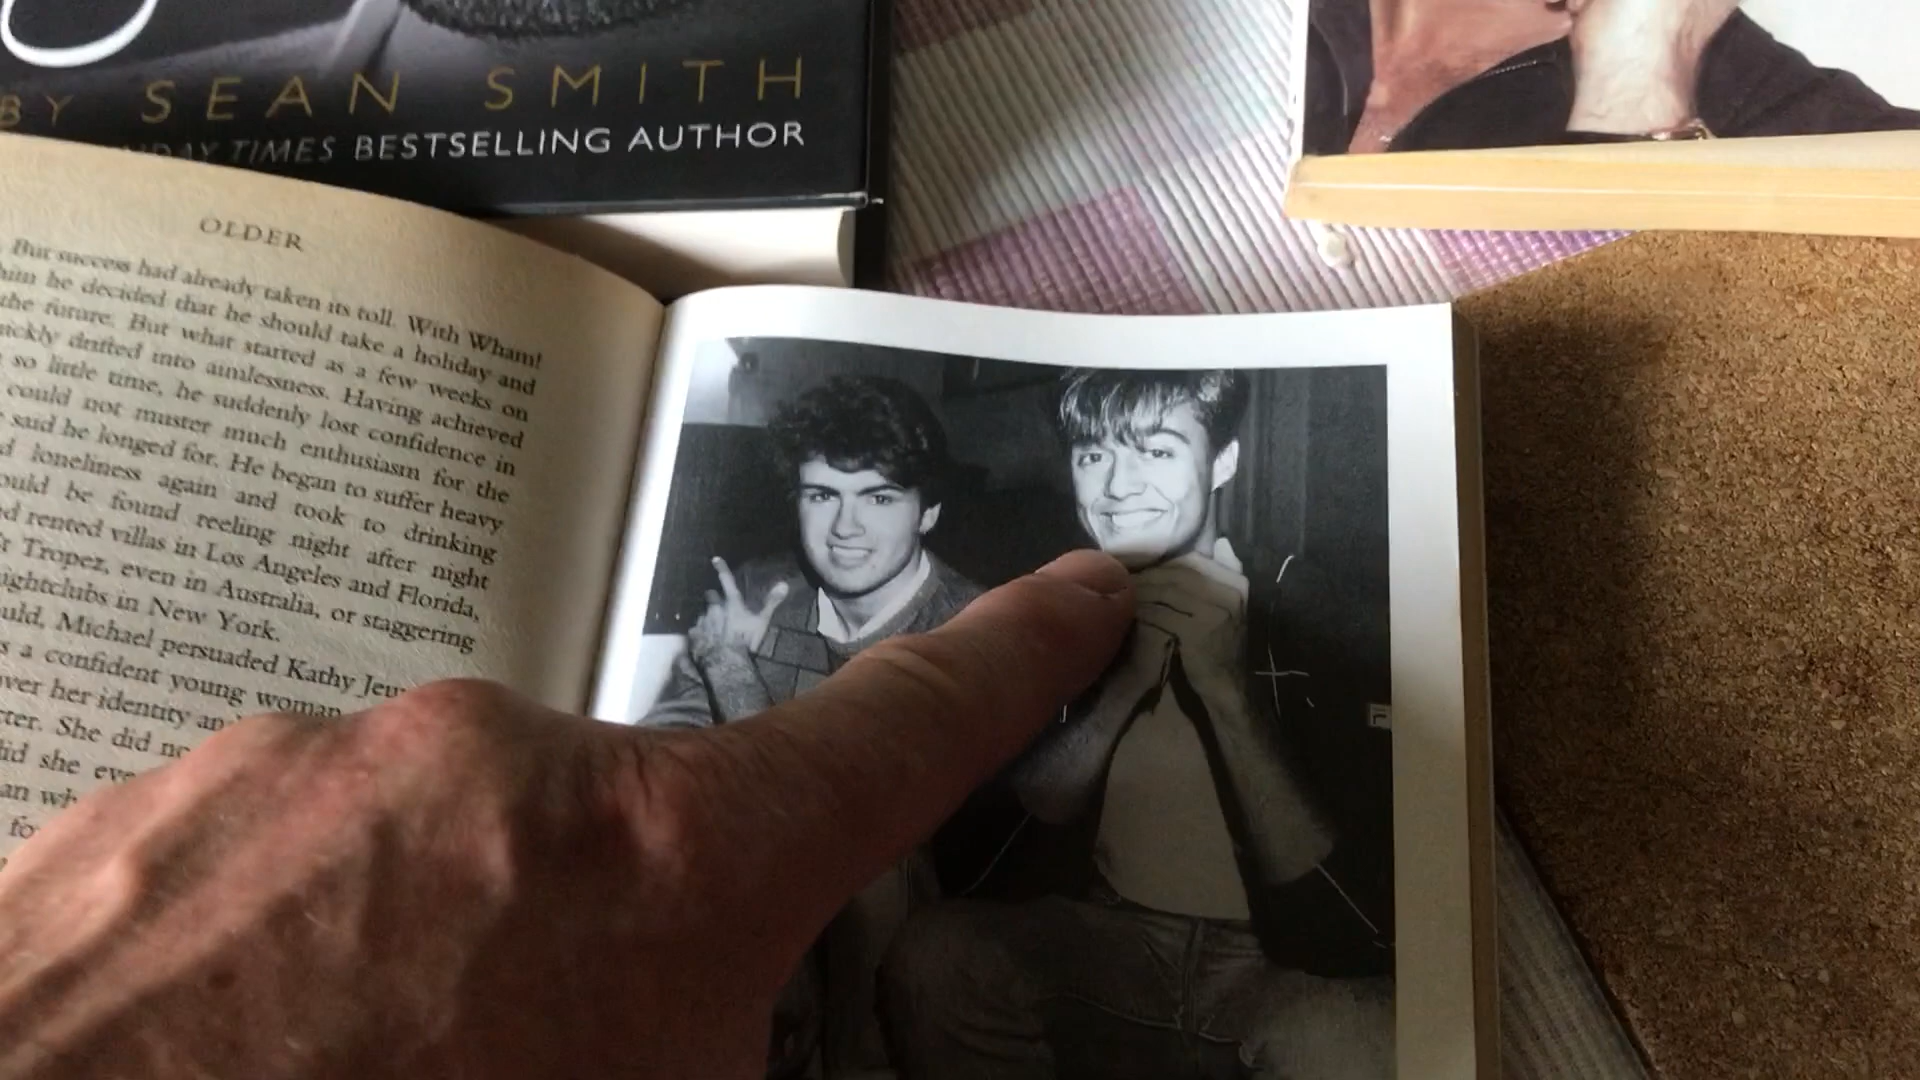 BY SEAN SMITH
SUNDAY TIMES BESTSELLING AUTHOR
OLDER
But success had already taken its toll. With Wham!
him he decided that he should take a holiday and
the future. But what started as a few weeks on
quickly drifted into aimlessness. Having achieved
so little time, he suddenly lost confidence in
could not muster much enthusiasm for the
said he longed for. He began to suffer heavy
loneliness again and took to drinking
be found reeling night after night
rented villas in Los Angeles and Florida,
Tropez, even in Australia, or staggering
nightclubs in New York.
Michael persuaded Kathy
a confident young woman
her identity
She did
she